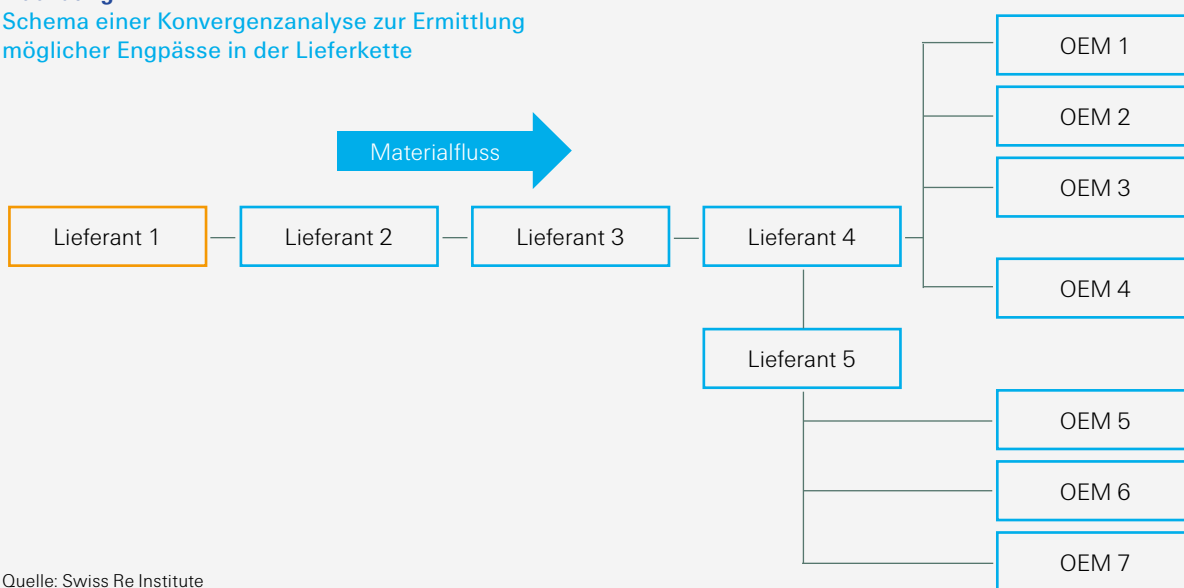 Schema einer Konvergenzanalyse zur Ermittlung
möglicher Engpässe in der Lieferkette
OEM 1
OEM 2
Materialfluss
OEM 3
Lieferant 1
Lieferant 2
Lieferant 3
Lieferant 4
OEM 4
Lieferant 5
OEM 5
OEM 6
OEM 7
Quelle: Swiss Re Institute